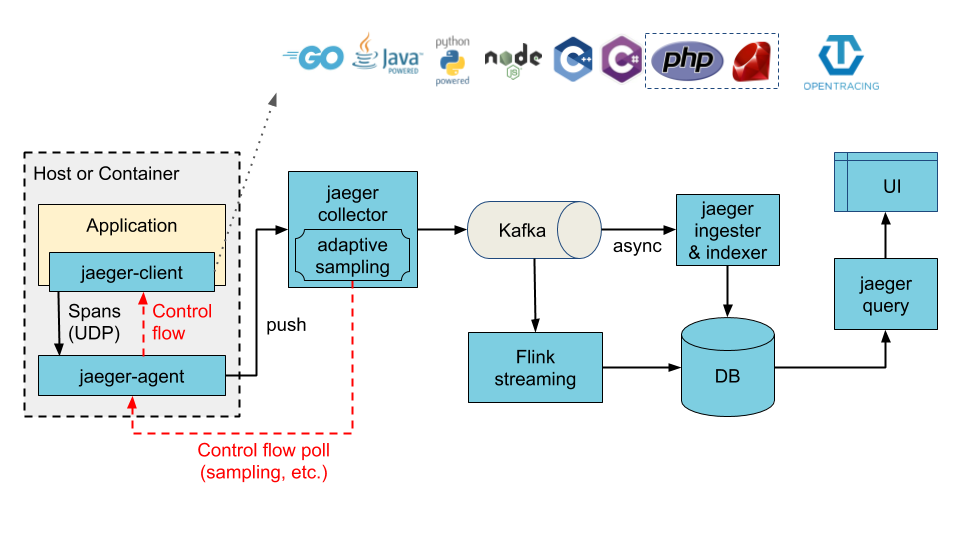 GO
Java
POWERED
python
powered
node
JS
C++
C#
php
OPENTRACING
Host or Container
Application
jaeger-client
Spans
(UDP)
Control
flow
jaeger-agent
push
jaeger
collector
adaptive
sampling
Control flow poll
(sampling, etc.)
Kafka
async
jaeger
ingester
& indexer
Flink
streaming
DB
UI
jaeger
query